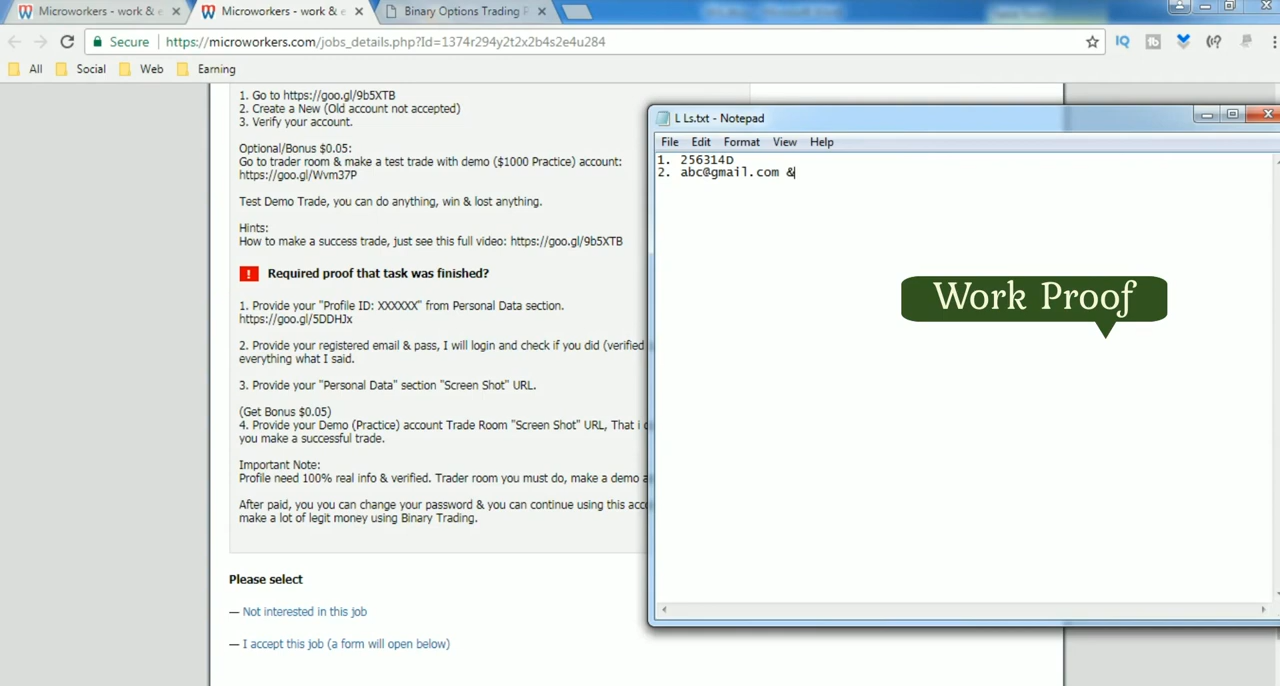 Microworkers - work & e
Microworkers - work & e
Binary Options Trading P
Secure
https://microworkers.com/jobs_details.php?Id=1374r294y2t2x2b4s2e4u284
All
Social
Web
Earning
1. Go to https://goo.gl/9b5XTB
2. Create a New (Old account not accepted)
3. Verify your account.
Optional/Bonus $0.05:
Go to trader room & make a test trade with demo ($1000 Practice) account:
https://goo.gl/Wvm37P
Test Demo Trade, you can do anything, win & lost anything.
Hints:
How to make a success trade, just see this full video: https://goo.gl/9b5XTB
! Required proof that task was finished?
1. Provide your "Profile ID: XXXXXX" from Personal Data section.
https://goo.gl/5DDHJx
2. Provide your registered email & pass, I will login and check if you did (verified
everything what I said.
3. Provide your "Personal Data" section "Screen Shot" URL.
(Get Bonus $0.05)
4. Provide your Demo (Practice) account Trade Room "Screen Shot" URL, That i
you make a successful trade.
Important Note:
Profile need 100% real info & verified. Trader room you must do, make a demo
After paid, you you can change your password & you can continue using this acc
make a lot of legit money using Binary Trading.
Please select
— Not interested in this job
— I accept this job (a form will open below)
L Ls.txt - Notepad
File Edit Format View Help
1. 256314D
2. abc@gmail.com &
Work Proof